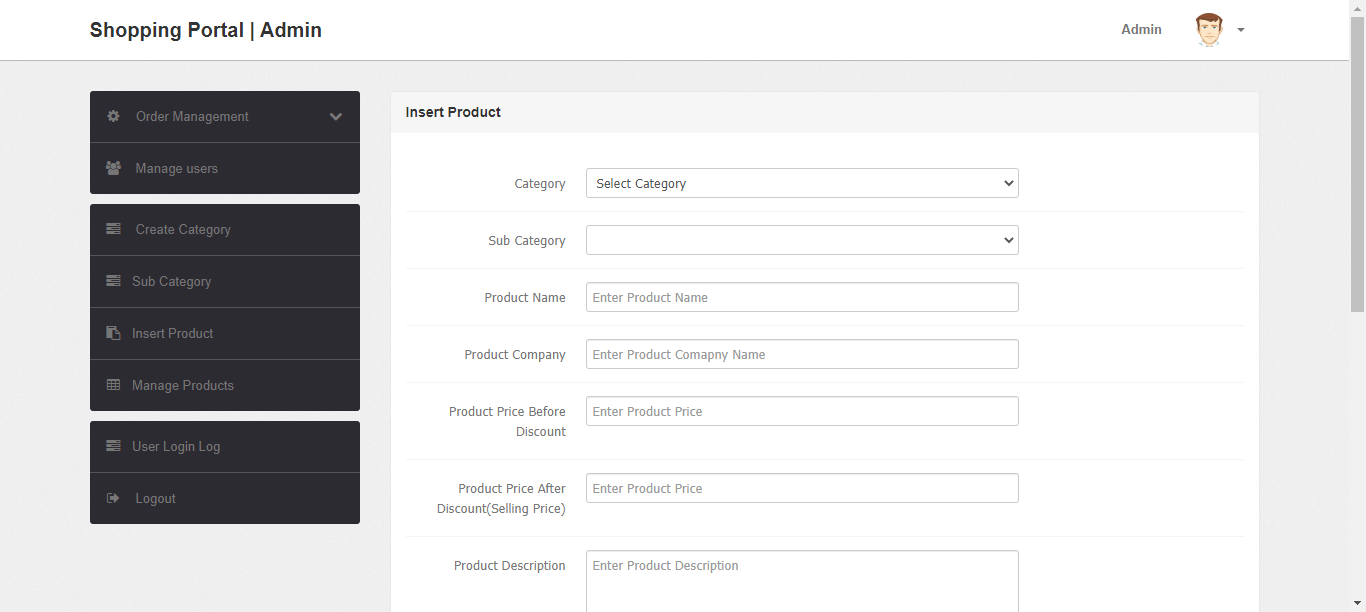 Shopping Portal | Admin
Admin
Order Management
Manage users
Create Category
Sub Category
Insert Product
Manage Products
User Login Log
Logout
Insert Product
Category
Select Category
Sub Category
Product Name
Enter Product Name
Product Company
Enter Product Comapny Name
Product Price Before
Discount
Enter Product Price
Product Price After
Discount(Selling Price)
Enter Product Price
Product Description
Enter Product Description